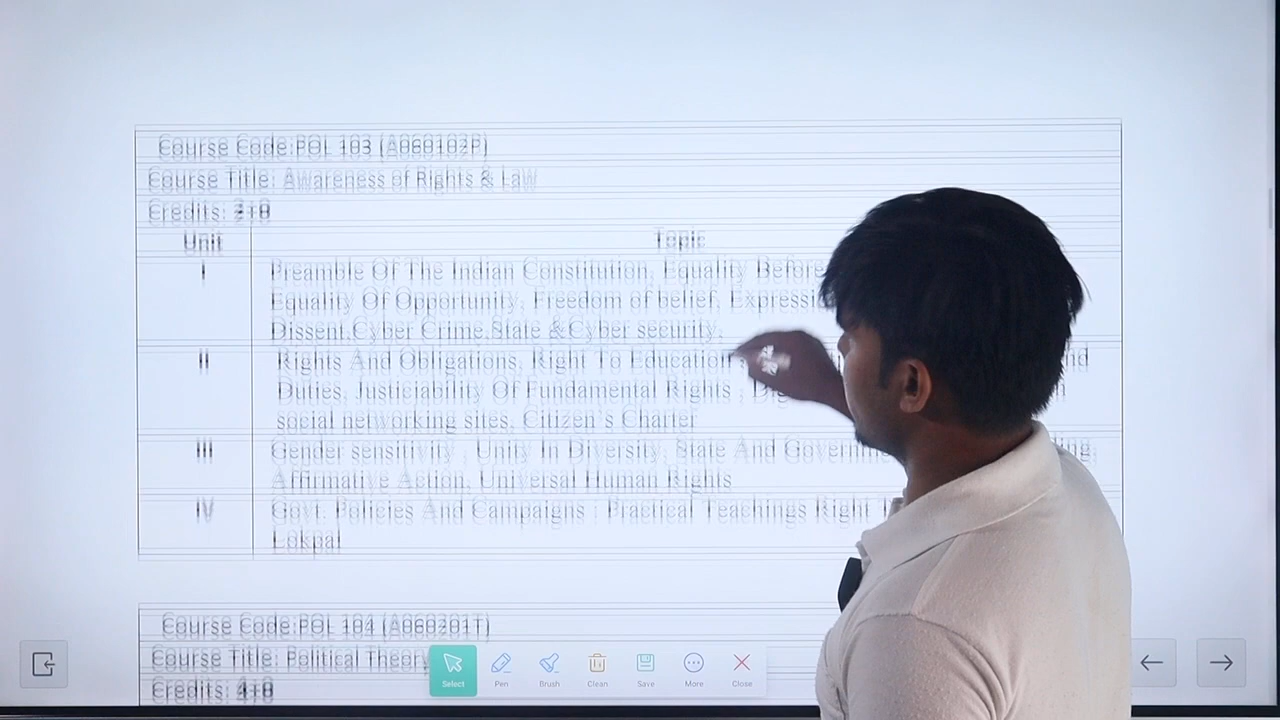 Course Code:POL 103 (A060102P)
Course Title: Awareness of Rights & Law
Credits: 2+0
Unit Topic
I Preamble Of The Indian Constitution, Equality Before
Equality Of Opportunity, Freedom of belief, Expressi
Dissent,Cyber Crime,State &Cyber security,
II Rights And Obligations, Right To Education nd
Duties, Justiciability Of Fundamental Rights ; Dig
social networking sites, Citizen's Charter
III Gender sensitivity , Unity In Diversity, State And Governme ng,
Affirmative Action, Universal Human Rights
IV Govt. Policies And Campaigns ; Practical Teachings Right
Lokpal
Course Code:POL 104 (A060201T)
Course Title: Political Theory
Credits: 4+0
Select Pen Brush Clean Save More Close